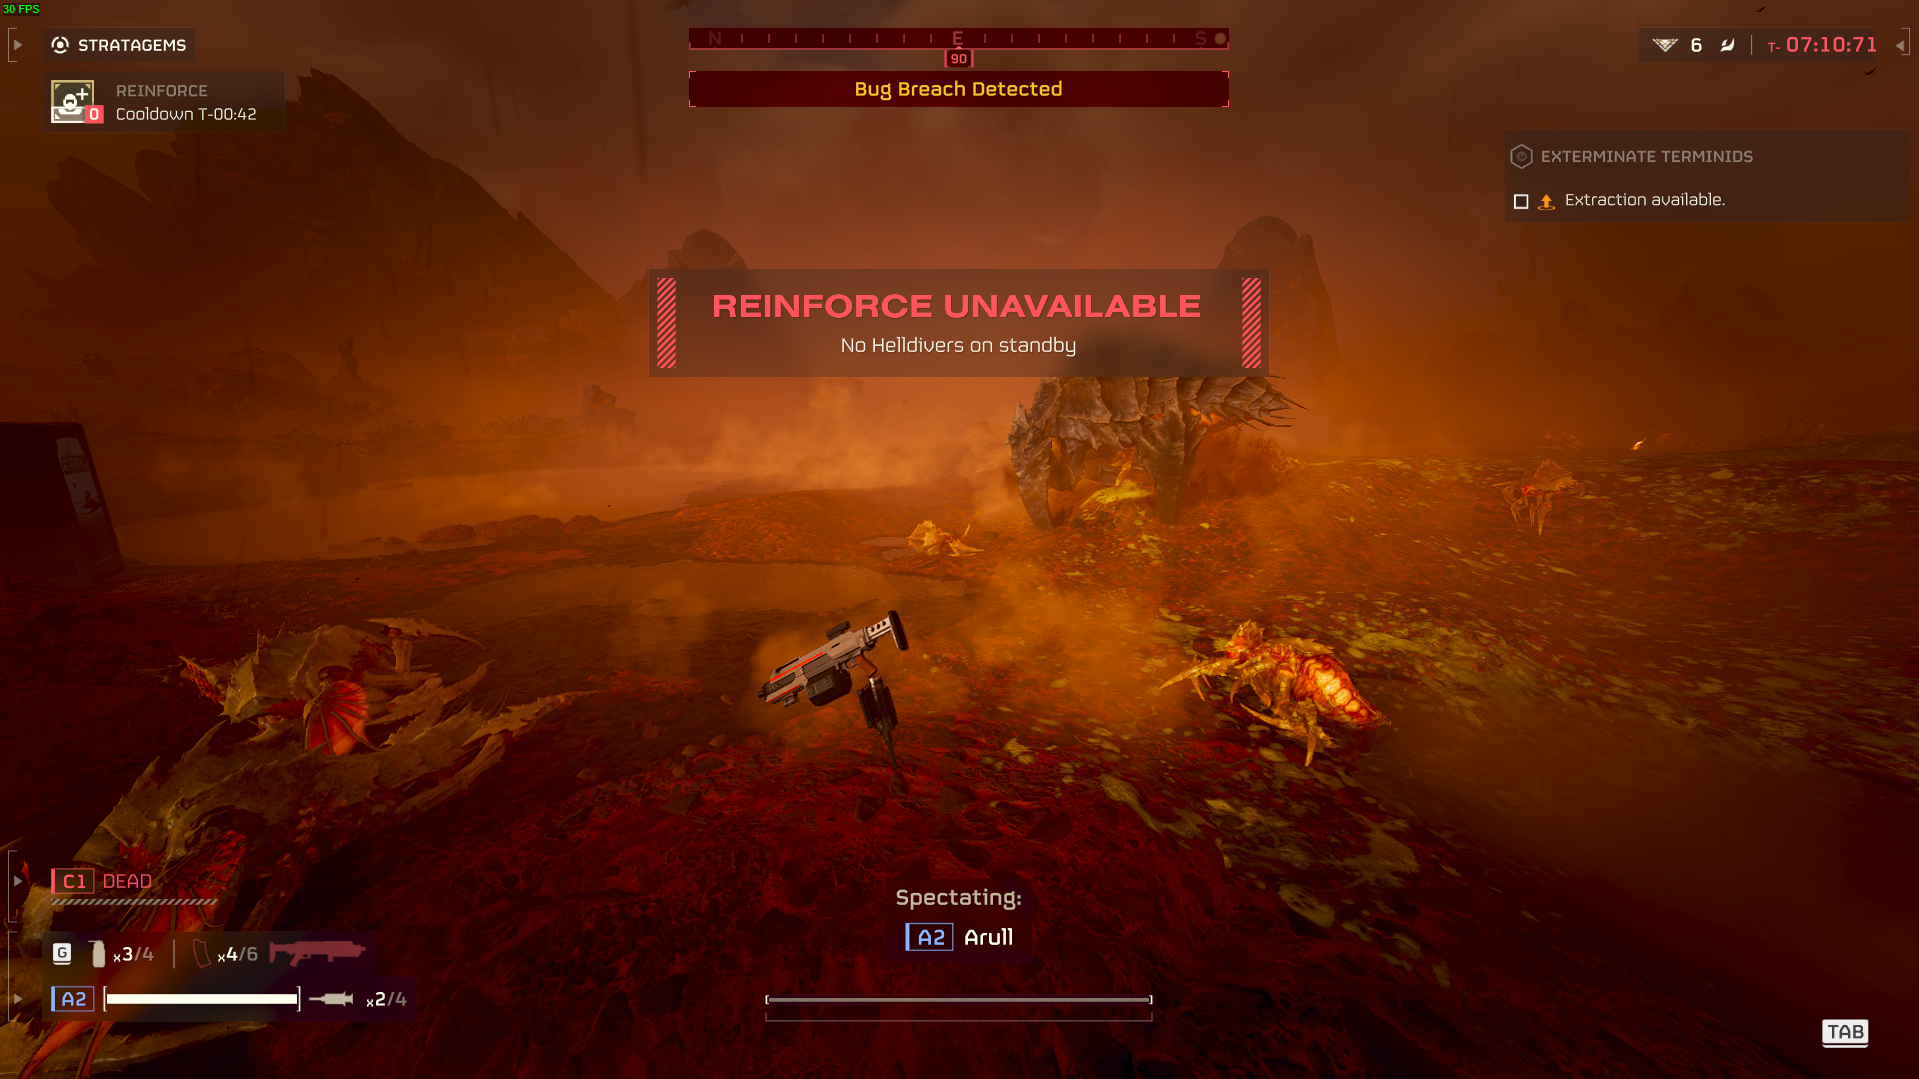 30 FPS
STRATAGEMS
REINFORCE
0
Cooldown T-00:42
N E S
90
Bug Breach Detected
6
T- 07:10:71
EXTERMINATE TERMINIDS
Extraction available.
REINFORCE UNAVAILABLE
No Helldivers on standby
C1 DEAD
G x3/4 x4/6
A2 x2/4
Spectating:
A2 Arull
TAB